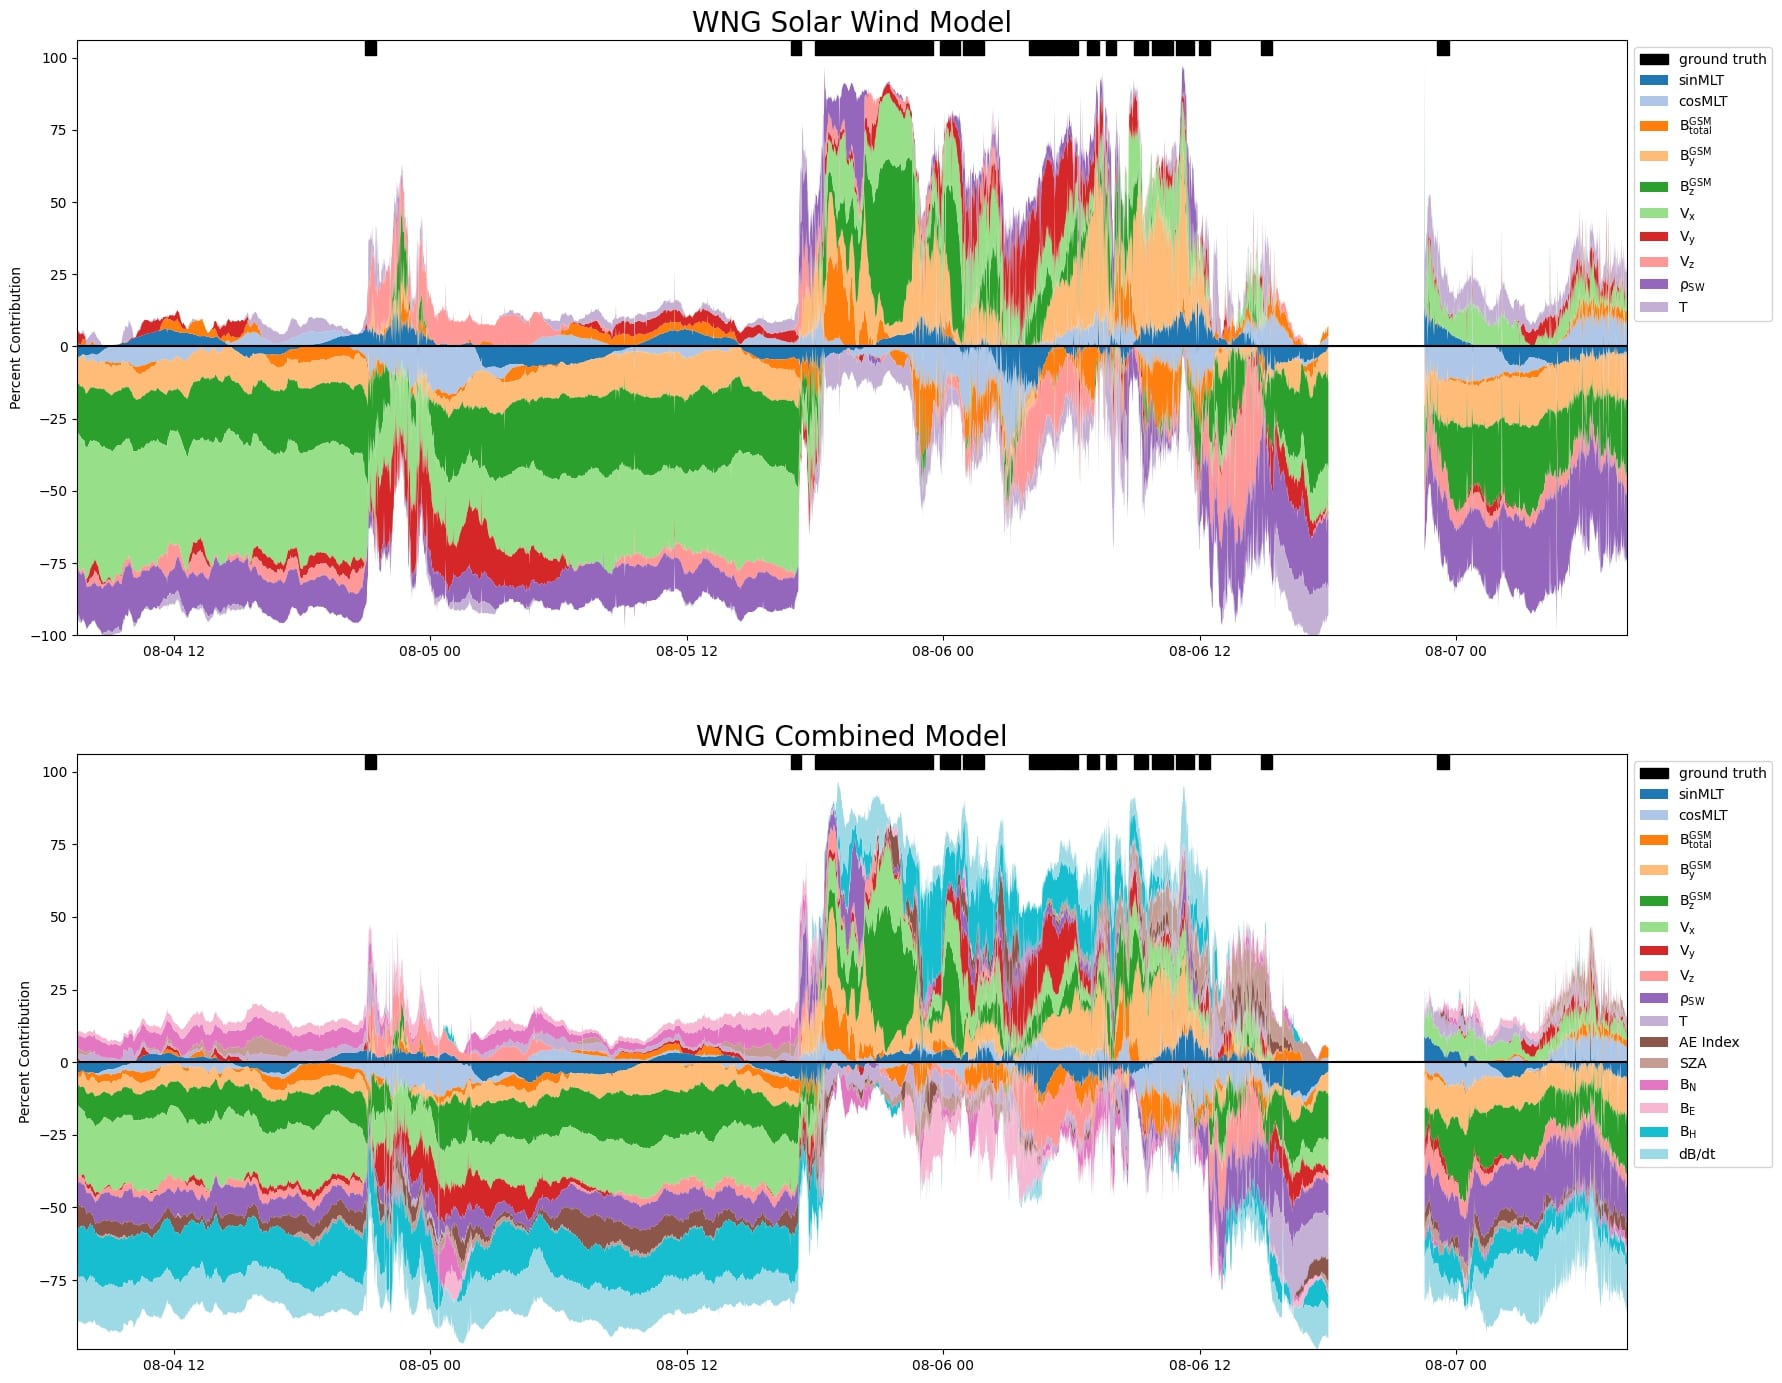 WNG Solar Wind Model
100
75
50
25
0
−25
−50
−75
−100
Percent Contribution
08-04 12
08-05 00
08-05 12
08-06 00
08-06 12
08-07 00
ground truth
sinMLT
cosMLT
B_total^GSM
B_y^GSM
B_z^GSM
V_x
V_y
V_z
ρ_SW
T
WNG Combined Model
100
75
50
25
0
−25
−50
−75
Percent Contribution
08-04 12
08-05 00
08-05 12
08-06 00
08-06 12
08-07 00
ground truth
sinMLT
cosMLT
B_total^GSM
B_y^GSM
B_z^GSM
V_x
V_y
V_z
ρ_SW
T
AE Index
SZA
B_N
B_E
B_H
dB/dt